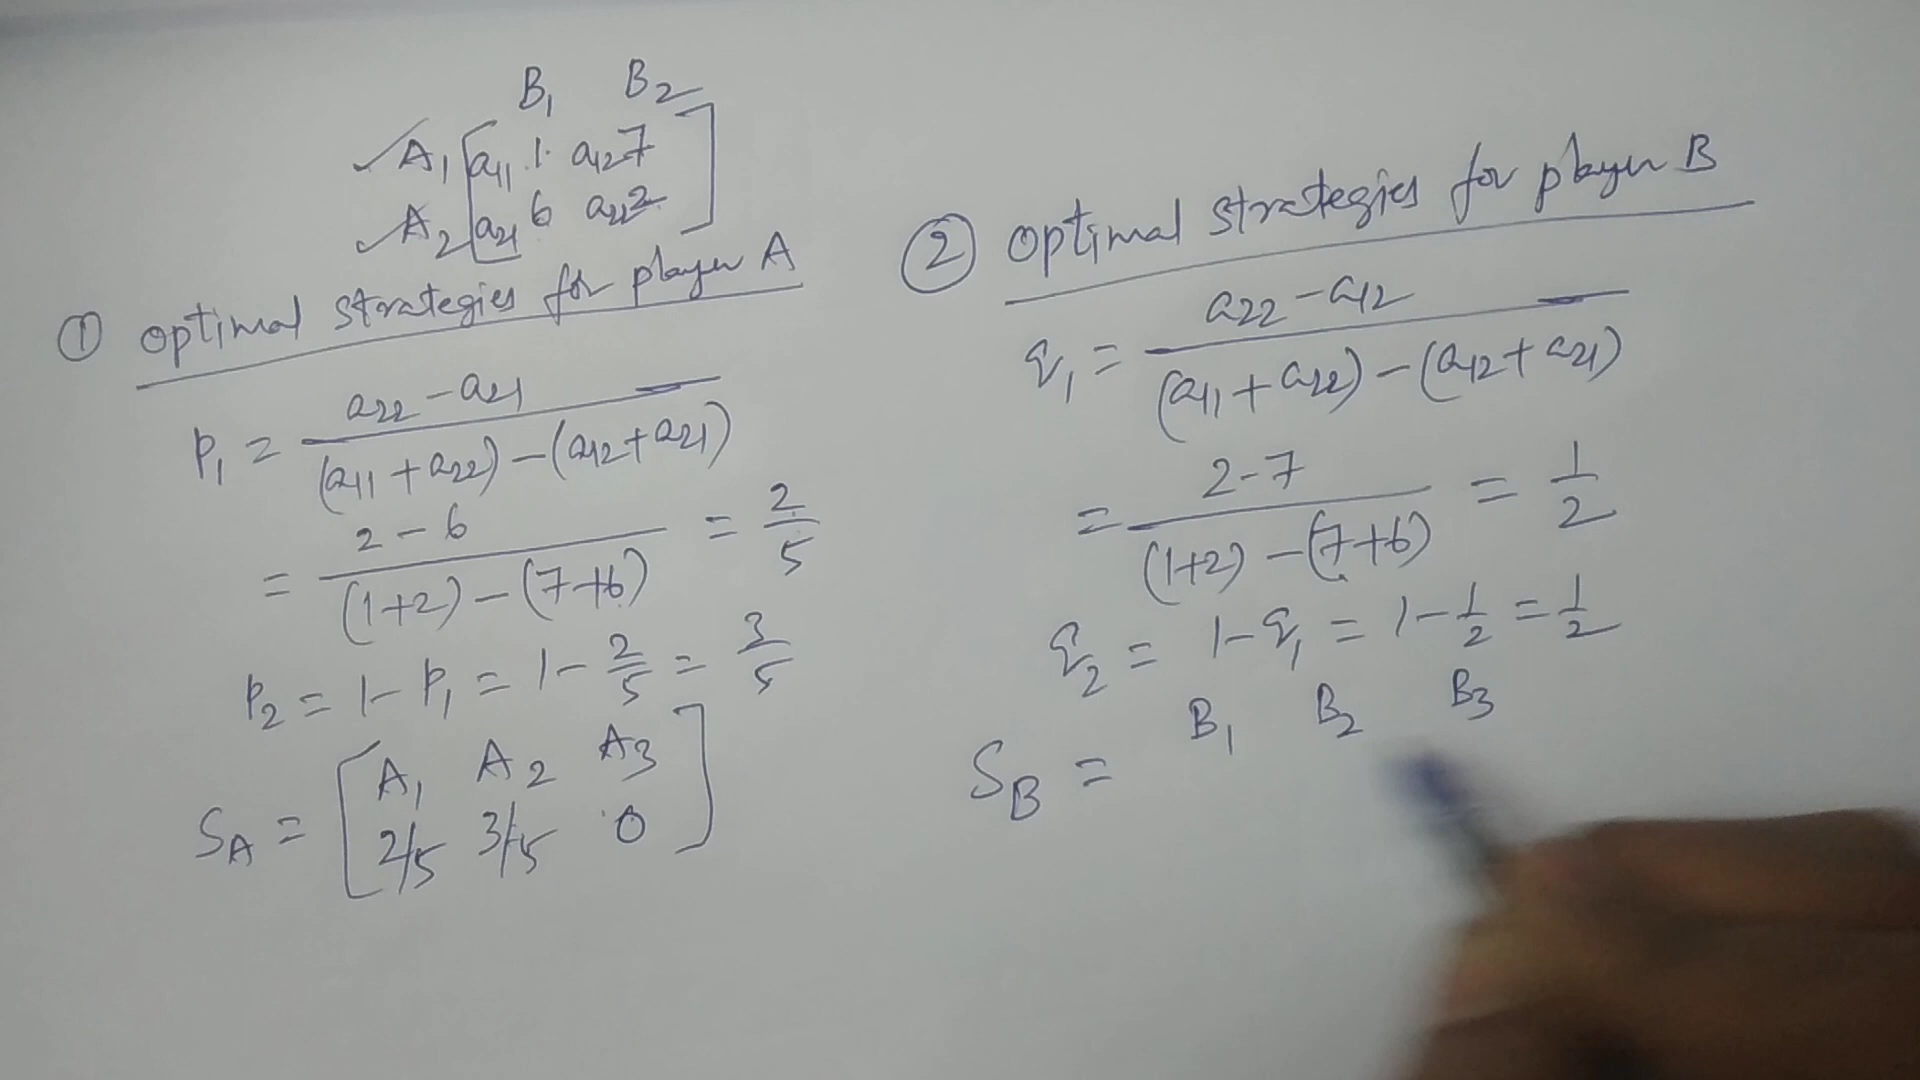 B₁ B₂
✓A₁ [a₁₁ 1 a₁₂ 7]
✓A₂ [a₂₁ 6 a₂₂ 2]
① optimal strategies for player A
P₁ = (a₂₂ - a₂₁) / ((a₁₁ + a₂₂) - (a₁₂ + a₂₁))
= (2 - 6) / ((1+2) - (7+6)) = 2/5
P₂ = 1 - P₁ = 1 - 2/5 = 3/5
S_A = [A₁ A₂ A₃
2/5 3/5 0]
② optimal strategies for player B
q₁ = (a₂₂ - a₁₂) / ((a₁₁ + a₂₂) - (a₁₂ + a₂₁))
= (2 - 7) / ((1+2) - (7+6)) = 1/2
q₂ = 1 - q₁ = 1 - 1/2 = 1/2
B₁ B₂ B₃
S_B =